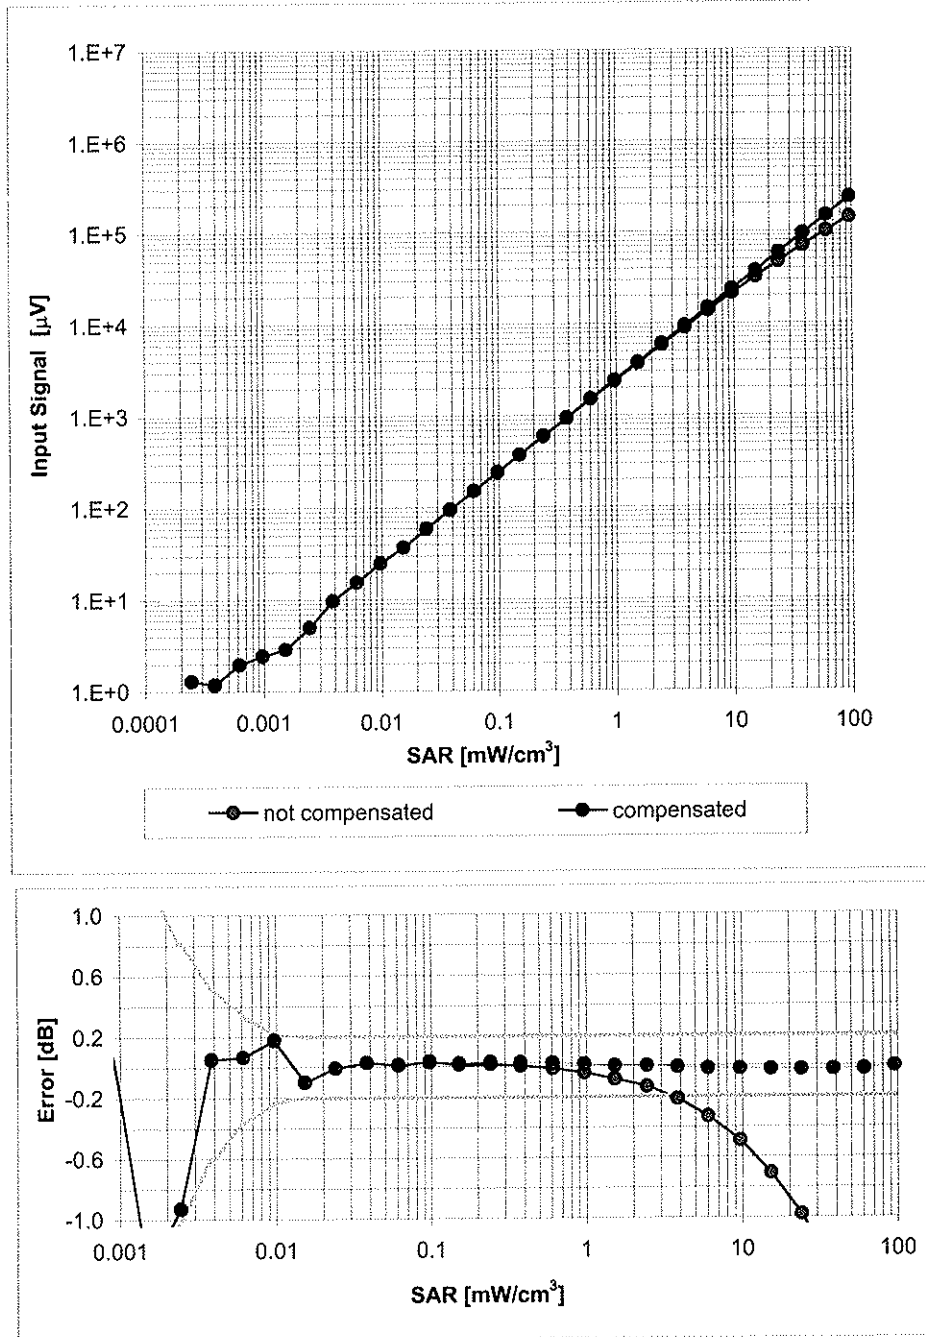 1.E+7
1.E+6
1.E+5
1.E+4
1.E+3
1.E+2
1.E+1
1.E+0
Input Signal [µV]
0.0001 0.001 0.01 0.1 1 10 100
SAR [mW/cm³]
not compensated compensated
1.0
0.6
0.2
-0.2
-0.6
-1.0
Error [dB]
0.001 0.01 0.1 1 10 100
SAR [mW/cm³]